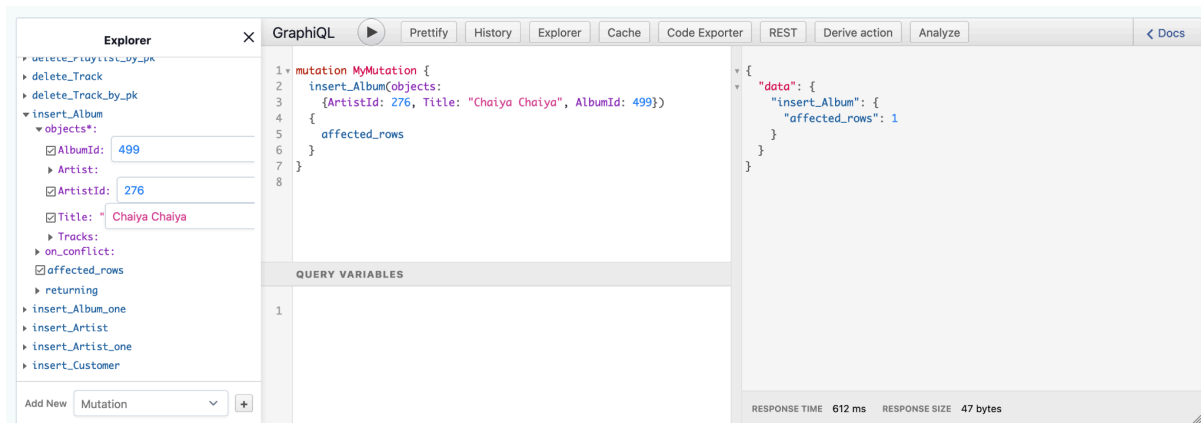 Explorer
delete_Playlist_by_pk
delete_Track
delete_Track_by_pk
insert_Album
objects*:
AlbumId: 499
Artist:
ArtistId: 276
Title: " Chaiya Chaiya
Tracks:
on_conflict:
affected_rows
returning
insert_Album_one
insert_Artist
insert_Artist_one
insert_Customer
Add New Mutation +
GraphiQL Prettify History Explorer Cache Code Exporter REST Derive action Analyze < Docs
1 mutation MyMutation {
2 insert_Album(objects:
3 {ArtistId: 276, Title: "Chaiya Chaiya", AlbumId: 499})
4 {
5 affected_rows
6 }
7 }
8
QUERY VARIABLES
1
{
"data": {
"insert_Album": {
"affected_rows": 1
}
}
}
RESPONSE TIME 612 ms RESPONSE SIZE 47 bytes